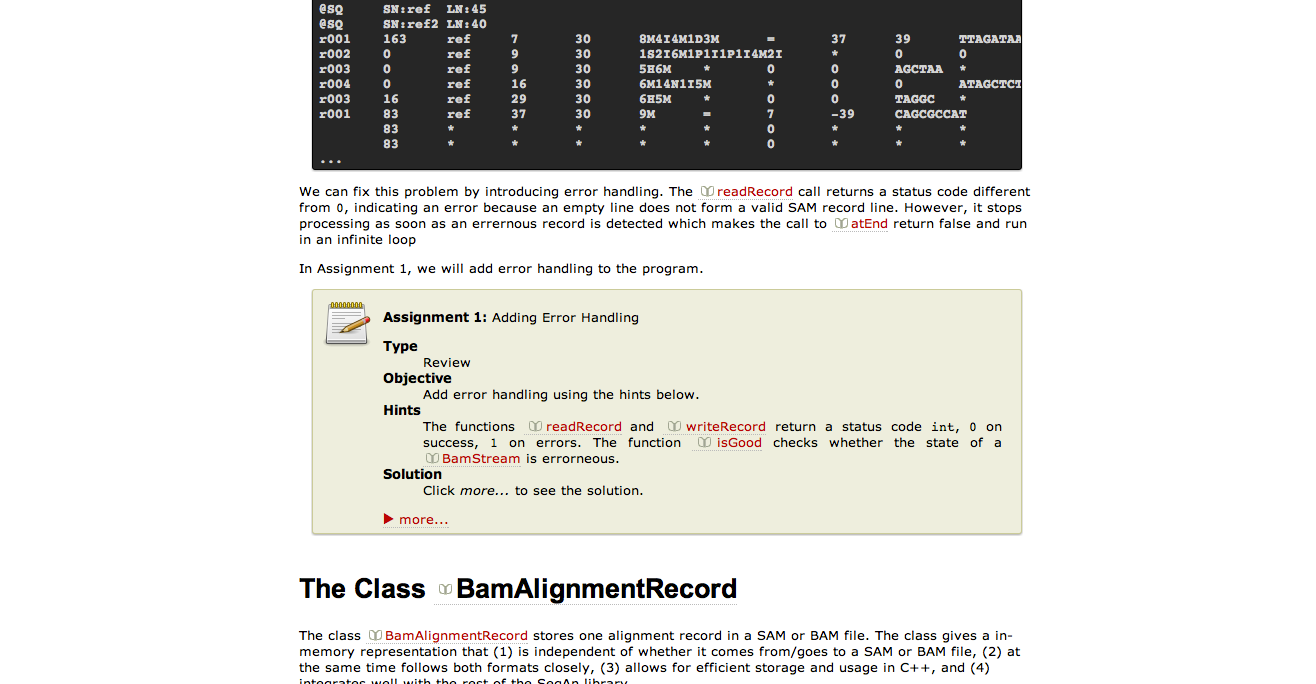 @SQ SN:ref LN:45
@SQ SN:ref2 LN:40
r001 163 ref 7 30 8M4I4M1D3M = 37 39 TTAGATAA
r002 0 ref 9 30 1S2I6M1P1I1P1I4M2I * 0 0
r003 0 ref 9 30 5H6M * 0 0 AGCTAA *
r004 0 ref 16 30 6M14N1I5M * 0 0 ATAGCTCT
r003 16 ref 29 30 6H5M * 0 0 TAGGC *
r001 83 ref 37 30 9M = 7 -39 CAGCGCCAT
83 * * * * * 0 * * *
83 * * * * * 0 * * *
...
We can fix this problem by introducing error handling. The readRecord call returns a status code different
from 0, indicating an error because an empty line does not form a valid SAM record line. However, it stops
processing as soon as an errernous record is detected which makes the call to atEnd return false and run
in an infinite loop
In Assignment 1, we will add error handling to the program.
Assignment 1: Adding Error Handling
Type
Review
Objective
Add error handling using the hints below.
Hints
The functions readRecord and writeRecord return a status code int, 0 on
success, 1 on errors. The function isGood checks whether the state of a
BamStream is errorneous.
Solution
Click more... to see the solution.
more...
The Class BamAlignmentRecord
The class BamAlignmentRecord stores one alignment record in a SAM or BAM file. The class gives a in-
memory representation that (1) is independent of whether it comes from/goes to a SAM or BAM file, (2) at
the same time follows both formats closely, (3) allows for efficient storage and usage in C++, and (4)
integrates well with the rest of the SeqAn library.